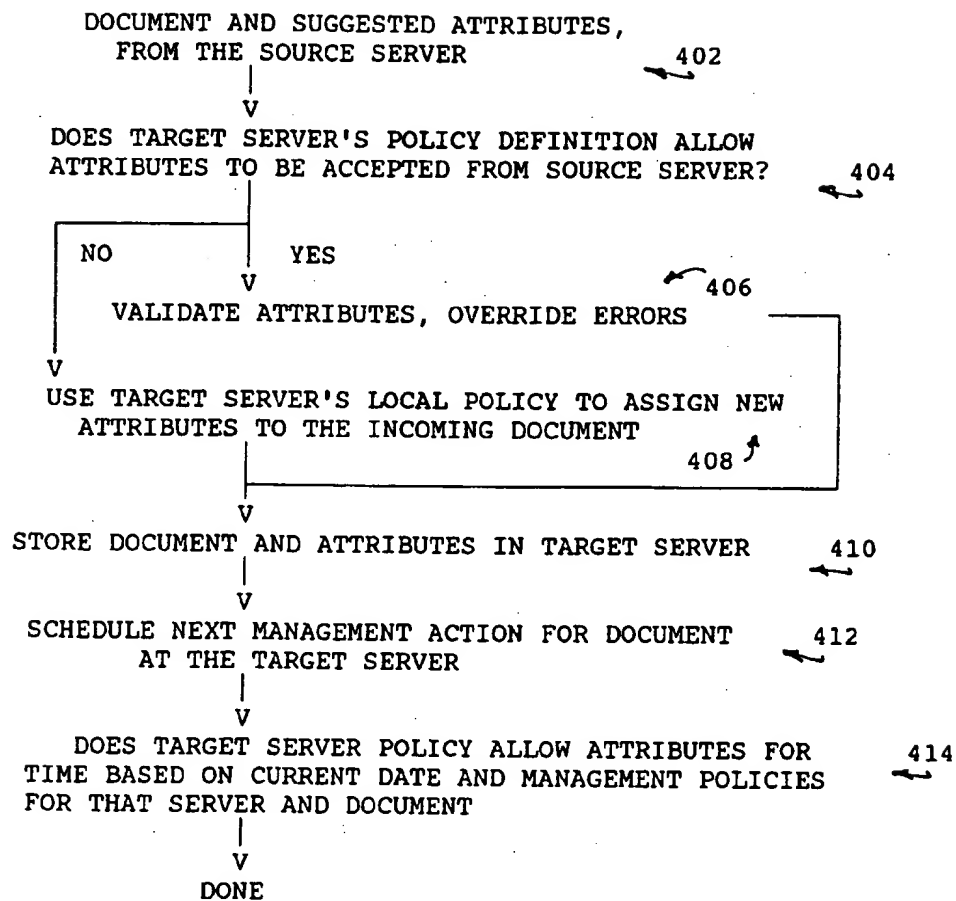 DOCUMENT AND SUGGESTED ATTRIBUTES,
FROM THE SOURCE SERVER 402
V
DOES TARGET SERVER'S POLICY DEFINITION ALLOW
ATTRIBUTES TO BE ACCEPTED FROM SOURCE SERVER? 404
NO YES
V
406
VALIDATE ATTRIBUTES, OVERRIDE ERRORS
V
USE TARGET SERVER'S LOCAL POLICY TO ASSIGN NEW
ATTRIBUTES TO THE INCOMING DOCUMENT
408
V
STORE DOCUMENT AND ATTRIBUTES IN TARGET SERVER 410
V
SCHEDULE NEXT MANAGEMENT ACTION FOR DOCUMENT 412
AT THE TARGET SERVER
V
DOES TARGET SERVER POLICY ALLOW ATTRIBUTES FOR 414
TIME BASED ON CURRENT DATE AND MANAGEMENT POLICIES
FOR THAT SERVER AND DOCUMENT
V
DONE